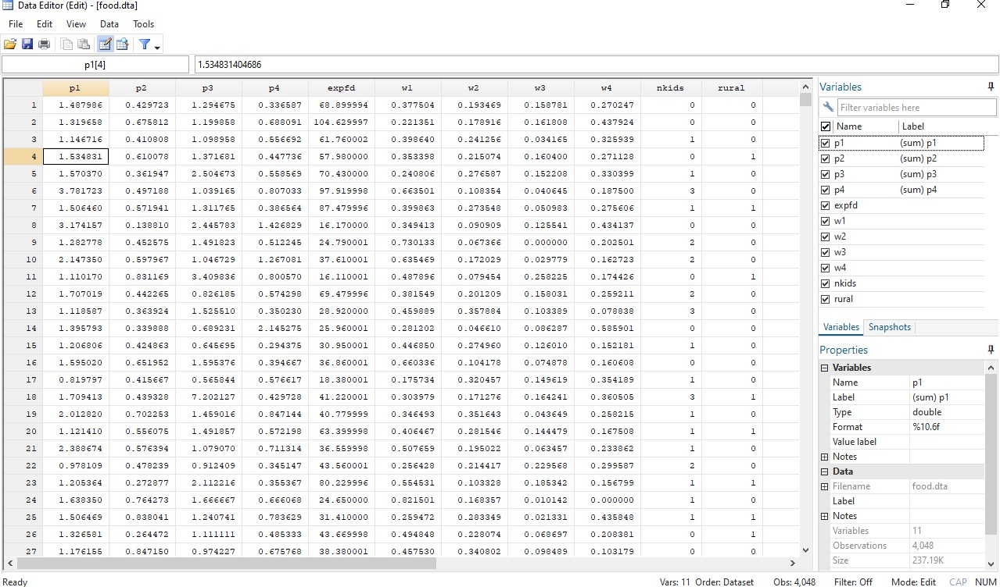 Data Editor (Edit) - [food.dta]
File Edit View Data Tools
p1[4] 1.534831404686
p1 p2 p3 p4 expfd w1 w2 w3 w4 nkids rural
1 1.487986 0.429723 1.294675 0.336587 68.899994 0.377504 0.193469 0.158781 0.270247 0 0
2 1.319658 0.675812 1.199858 0.688091 104.629997 0.221351 0.178916 0.161808 0.437924 0 0
3 1.146716 0.410808 1.098958 0.556692 61.760002 0.398640 0.241256 0.034165 0.325939 1 0
4 1.534831 0.610078 1.371681 0.447736 57.980000 0.353398 0.215074 0.160400 0.271128 0 1
5 1.570370 0.361947 2.504673 0.558569 70.430000 0.240806 0.276587 0.152208 0.330399 1 0
6 3.781723 0.497188 1.039165 0.807033 97.919998 0.663501 0.108354 0.040645 0.187500 3 0
7 1.506460 0.571941 1.311765 0.386564 87.479996 0.399863 0.273548 0.050983 0.275606 1 1
8 3.174157 0.138810 2.445783 1.426829 16.170000 0.349413 0.090909 0.125541 0.434137 0 0
9 1.282778 0.452575 1.491823 0.512245 24.790001 0.730133 0.067366 0.000000 0.202501 2 0
10 2.147350 0.597967 1.046729 1.267081 37.610001 0.635469 0.172029 0.029779 0.162723 2 0
11 1.110170 0.831169 3.409836 0.800570 16.110001 0.487896 0.079454 0.258225 0.174426 0 1
12 1.707019 0.442265 0.826185 0.574298 69.479996 0.381549 0.201209 0.158031 0.259211 2 0
13 1.118587 0.363924 1.525510 0.350230 28.920000 0.459889 0.357884 0.103389 0.078838 3 0
14 1.395793 0.339888 0.689231 2.145275 25.960001 0.281202 0.046610 0.086287 0.585901 0 0
15 1.206806 0.424863 0.645695 0.294375 30.950001 0.446850 0.274960 0.126010 0.152181 1 0
16 1.595020 0.651952 1.595376 0.394667 36.860001 0.660336 0.104178 0.074878 0.160608 0 0
17 0.819797 0.415667 0.565844 0.576617 18.380001 0.175734 0.320457 0.149619 0.354189 1 0
18 1.709413 0.439328 7.202127 0.429728 41.220001 0.303979 0.171276 0.164241 0.360505 3 1
19 2.012820 0.702253 1.459016 0.847144 40.779999 0.346493 0.351643 0.043649 0.258215 1 0
20 1.121410 0.556075 1.491857 0.572198 63.399998 0.406467 0.281546 0.144479 0.167508 1 1
21 2.388674 0.576394 1.079070 0.711314 36.559998 0.507659 0.195022 0.063457 0.233862 1 0
22 0.978109 0.478239 0.912409 0.345147 43.560001 0.256428 0.214417 0.229568 0.299587 2 0
23 1.205364 0.272877 2.112216 0.355367 80.229996 0.554531 0.103328 0.185342 0.156799 1 1
24 1.638350 0.764273 1.666667 0.666068 24.650000 0.821501 0.168357 0.010142 0.000000 1 0
25 1.506469 0.838041 1.240741 0.783629 31.410000 0.259472 0.283349 0.021331 0.435848 1 1
26 1.326581 0.264472 1.111111 0.485333 43.669998 0.494848 0.228074 0.068697 0.208381 0 1
27 1.176155 0.847150 0.974227 0.675768 38.380001 0.457530 0.340802 0.098489 0.103179 0 0
Variables
Filter variables here
Name Label
p1 (sum) p1
p2 (sum) p2
p3 (sum) p3
p4 (sum) p4
expfd
w1
w2
w3
w4
nkids
rural
Variables Snapshots
Properties
Variables
Name p1
Label (sum) p1
Type double
Format %10.6f
Value label
Notes
Data
Filename food.dta
Label
Notes
Variables 11
Observations 4,048
Size 237.19K
Ready Vars: 11 Order: Dataset Obs: 4,048 Filter: Off Mode: Edit CAP NUM